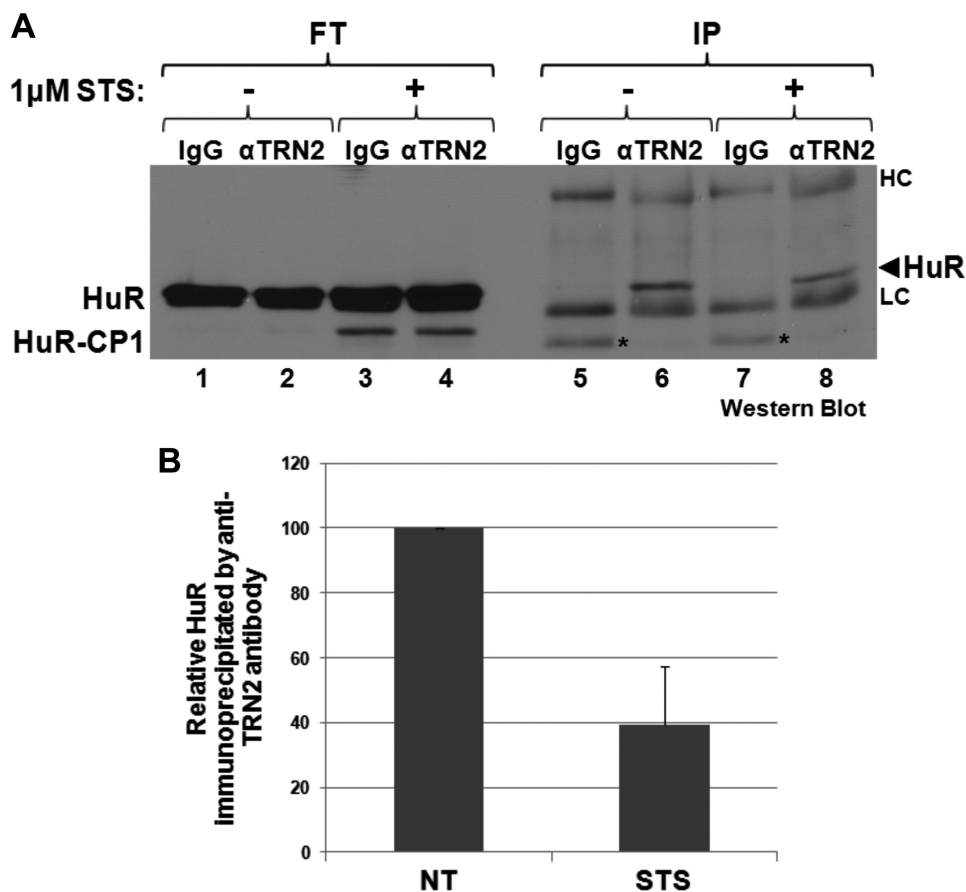 A
FT IP
1μM STS: - + - +
IgG αTRN2 IgG αTRN2 IgG αTRN2 IgG αTRN2
HC
HuR
HuR
LC
HuR-CP1
* *
1 2 3 4 5 6 7 8
Western Blot
B
Relative HuR
immunoprecipitated by anti-
TRN2 antibody
120
100
80
60
40
20
0
NT STS